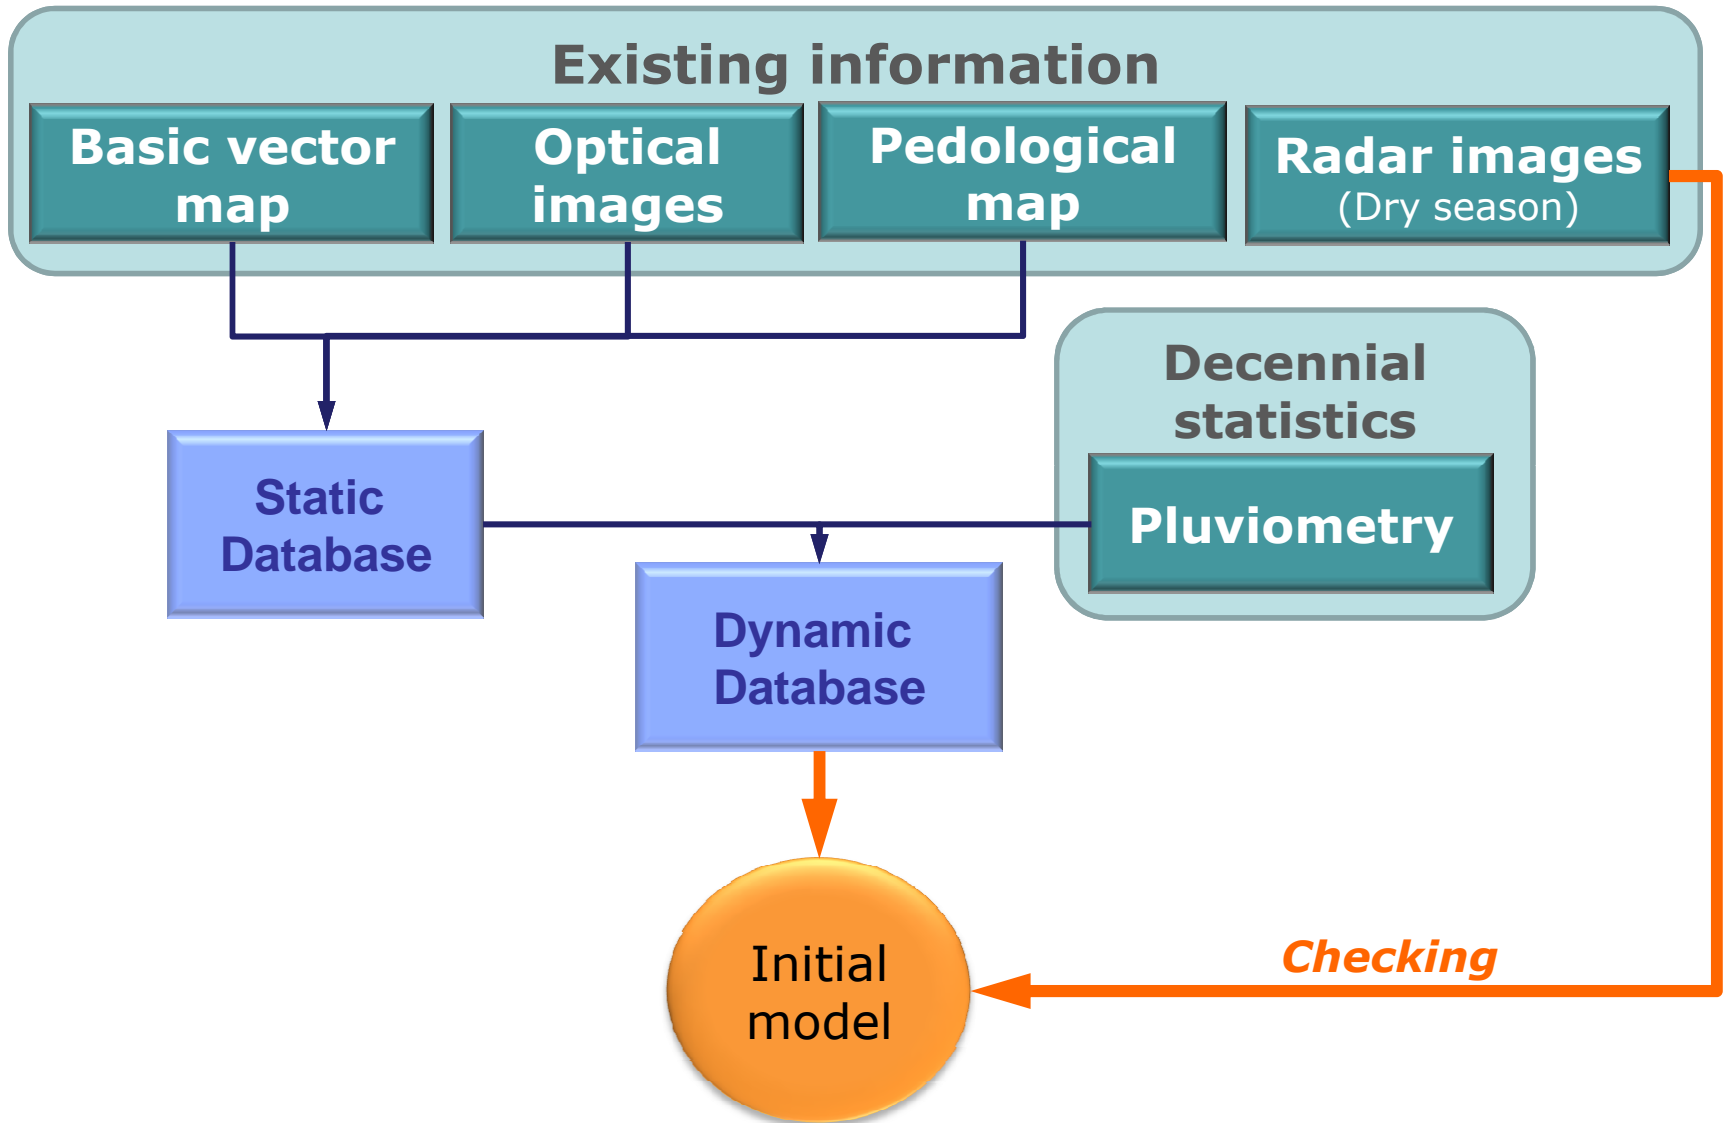 Existing information
Basic vector
map
Optical
images
Pedological
map
Radar images
(Dry season)
Decennial
statistics
Pluviometry
Static
Database
Dynamic
Database
Initial
model
Checking